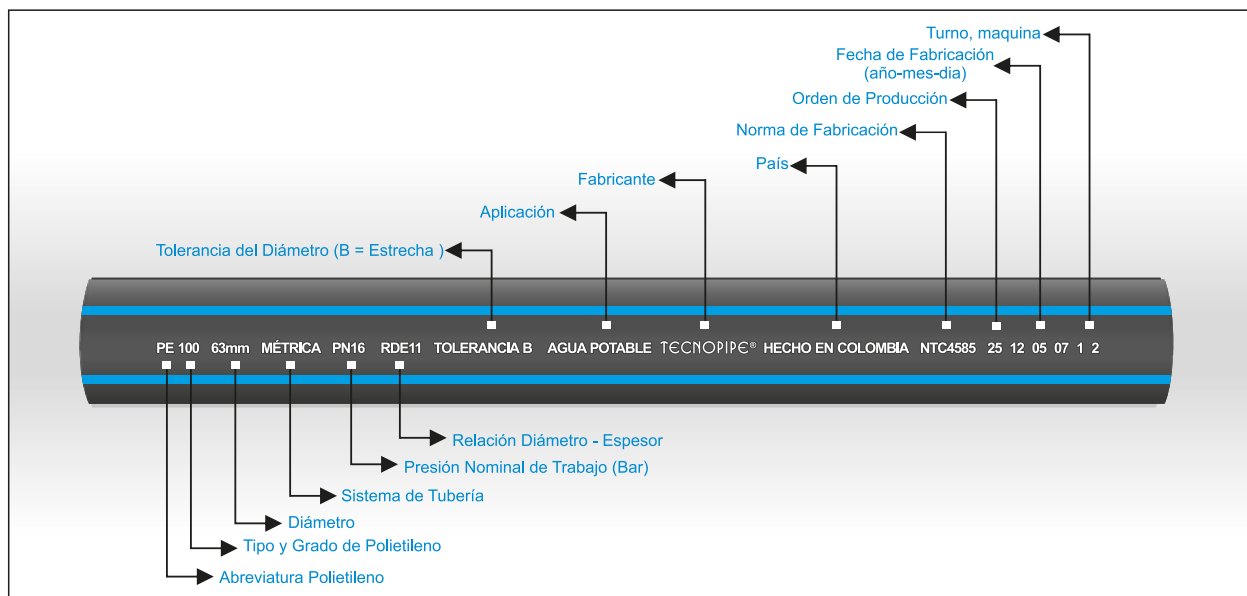 Turno, maquina
Fecha de Fabricación
(año-mes-dia)
Orden de Producción
Norma de Fabricación
País
Fabricante
Aplicación
Tolerancia del Diámetro (B = Estrecha )
PE 100 63mm MÉTRICA PN16 RDE11 TOLERANCIA B AGUA POTABLE TECNOPIPE® HECHO EN COLOMBIA NTC4585 25 12 05 07 1 2
Relación Diámetro - Espesor
Presión Nominal de Trabajo (Bar)
Sistema de Tubería
Diámetro
Tipo y Grado de Polietileno
Abreviatura Polietileno